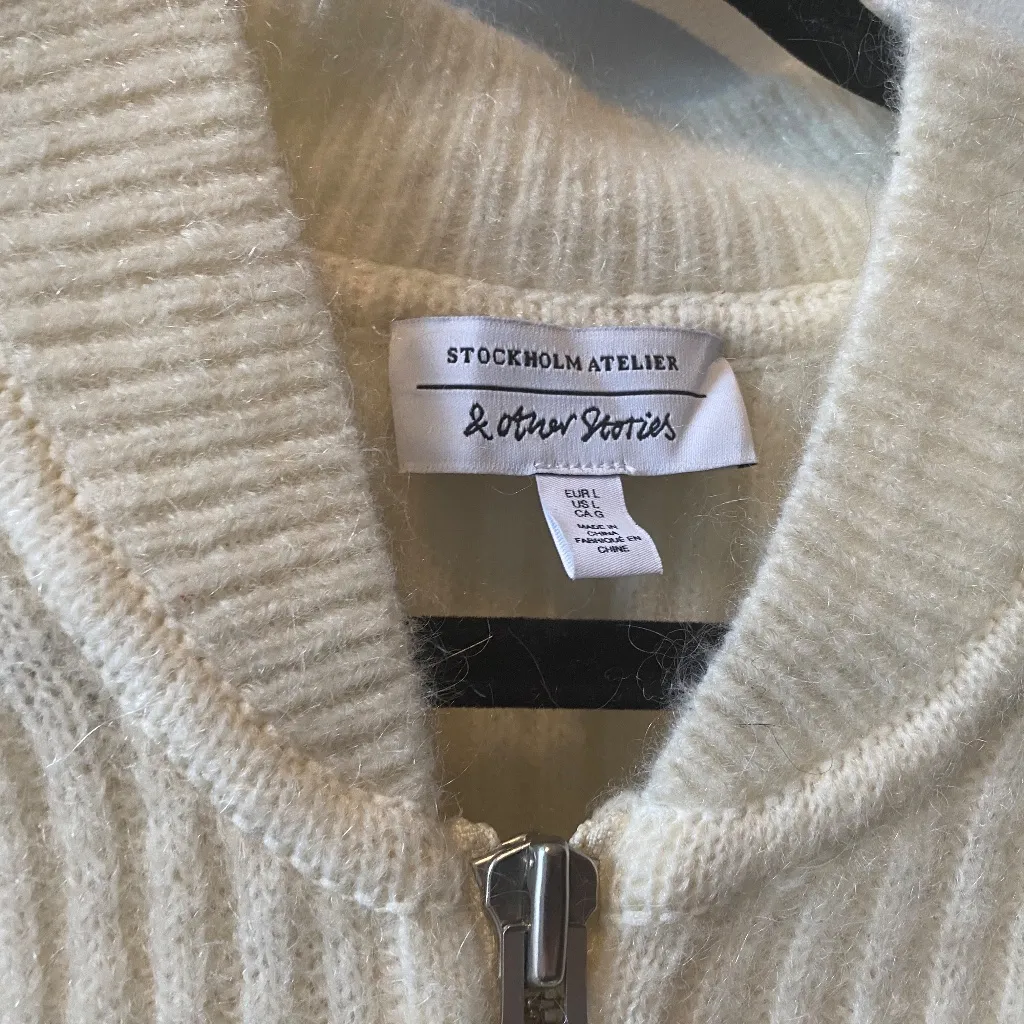 STOCKHOLM ATELIER
& other Stories
EUR L
US L
CA G
MADE IN
CHINA
FABRIQUÉ EN
CHINE